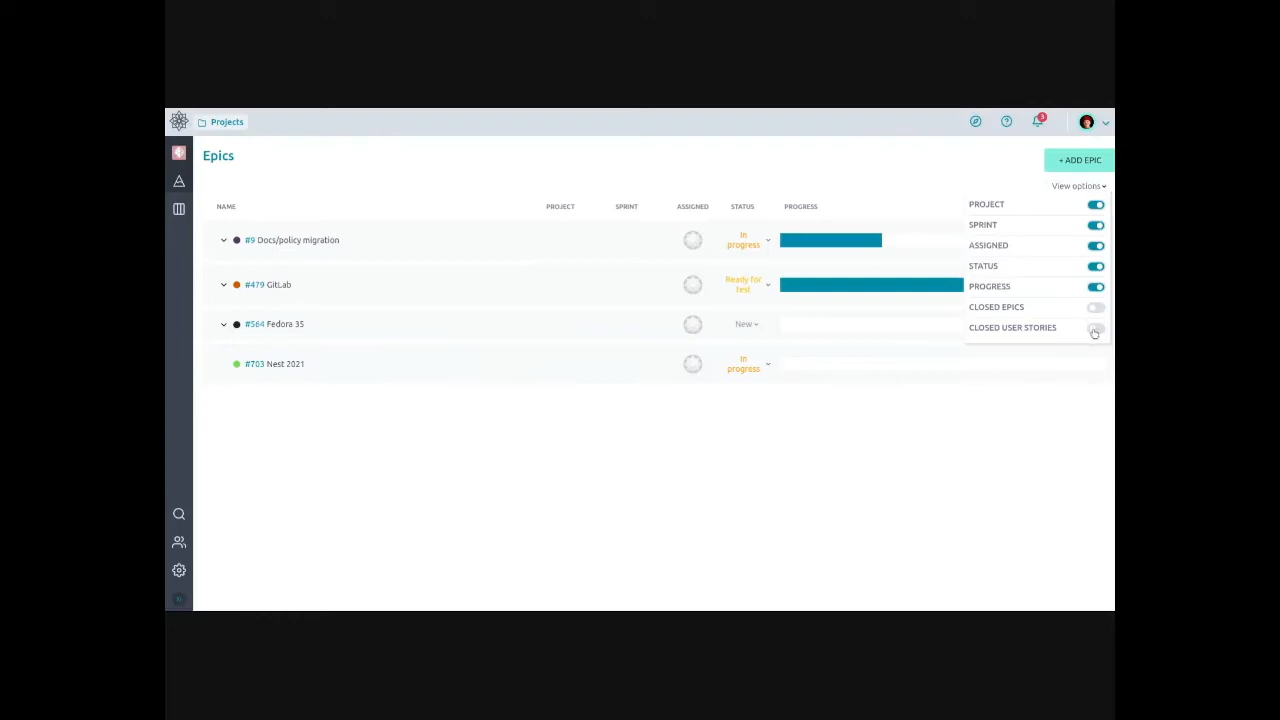 Projects
3
Epics
+ ADD EPIC
View options
NAME PROJECT SPRINT ASSIGNED STATUS PROGRESS
PROJECT
SPRINT
ASSIGNED
STATUS
PROGRESS
CLOSED EPICS
CLOSED USER STORIES
#9 Docs/policy migration
In progress
#479 GitLab
Ready for test
#564 Fedora 35
New
#703 Nest 2021
In progress